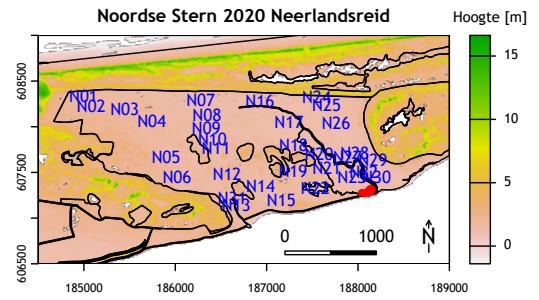 Noordse Stern 2020 Neerlandsreid
Hoogte [m]
608500
607500
606500
N01
N02
N03
N04
N05
N06
N07
N08
N09
N10
N11
N12
N13
N14
N15
N16
N17
N18
N19
N24
N25
N26
N28
N29
N30
0 1000
N
185000 186000 187000 188000 189000
15
10
5
0